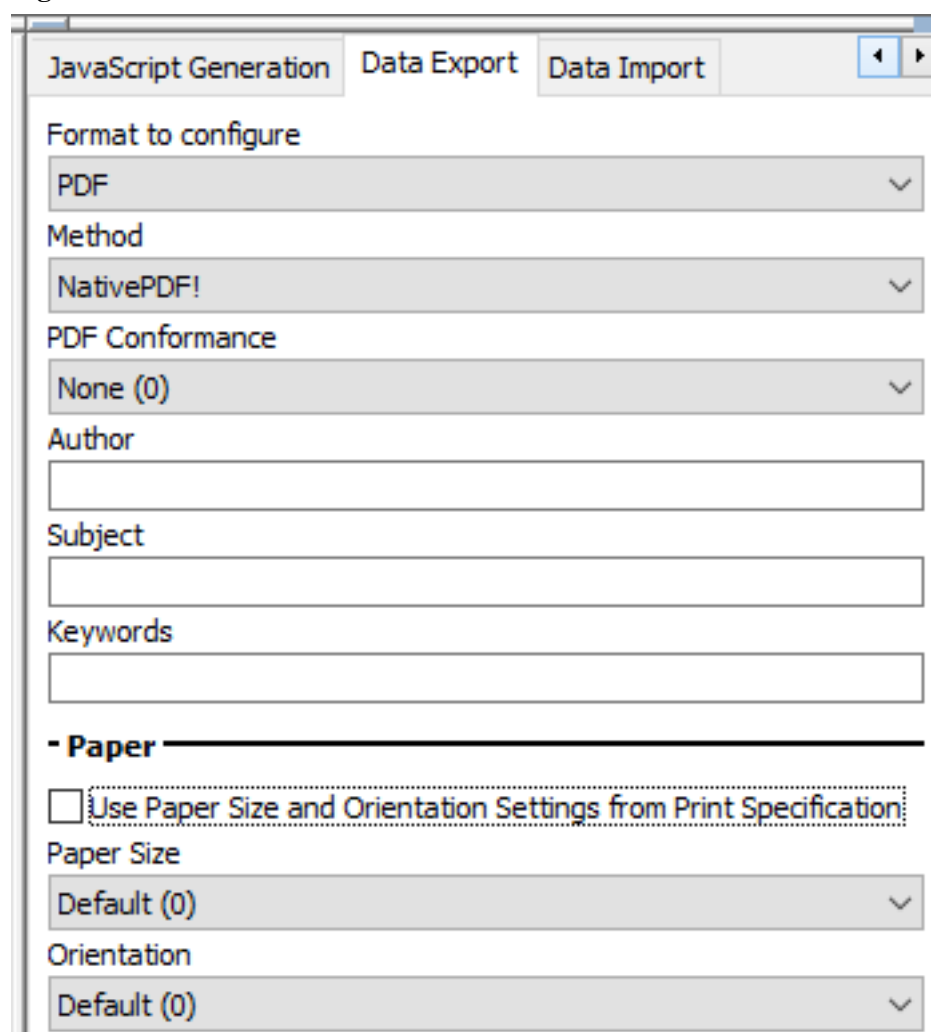 JavaScript Generation Data Export Data Import
Format to configure
PDF
Method
NativePDF!
PDF Conformance
None (0)
Author
Subject
Keywords
- Paper
Use Paper Size and Orientation Settings from Print Specification
Paper Size
Default (0)
Orientation
Default (0)